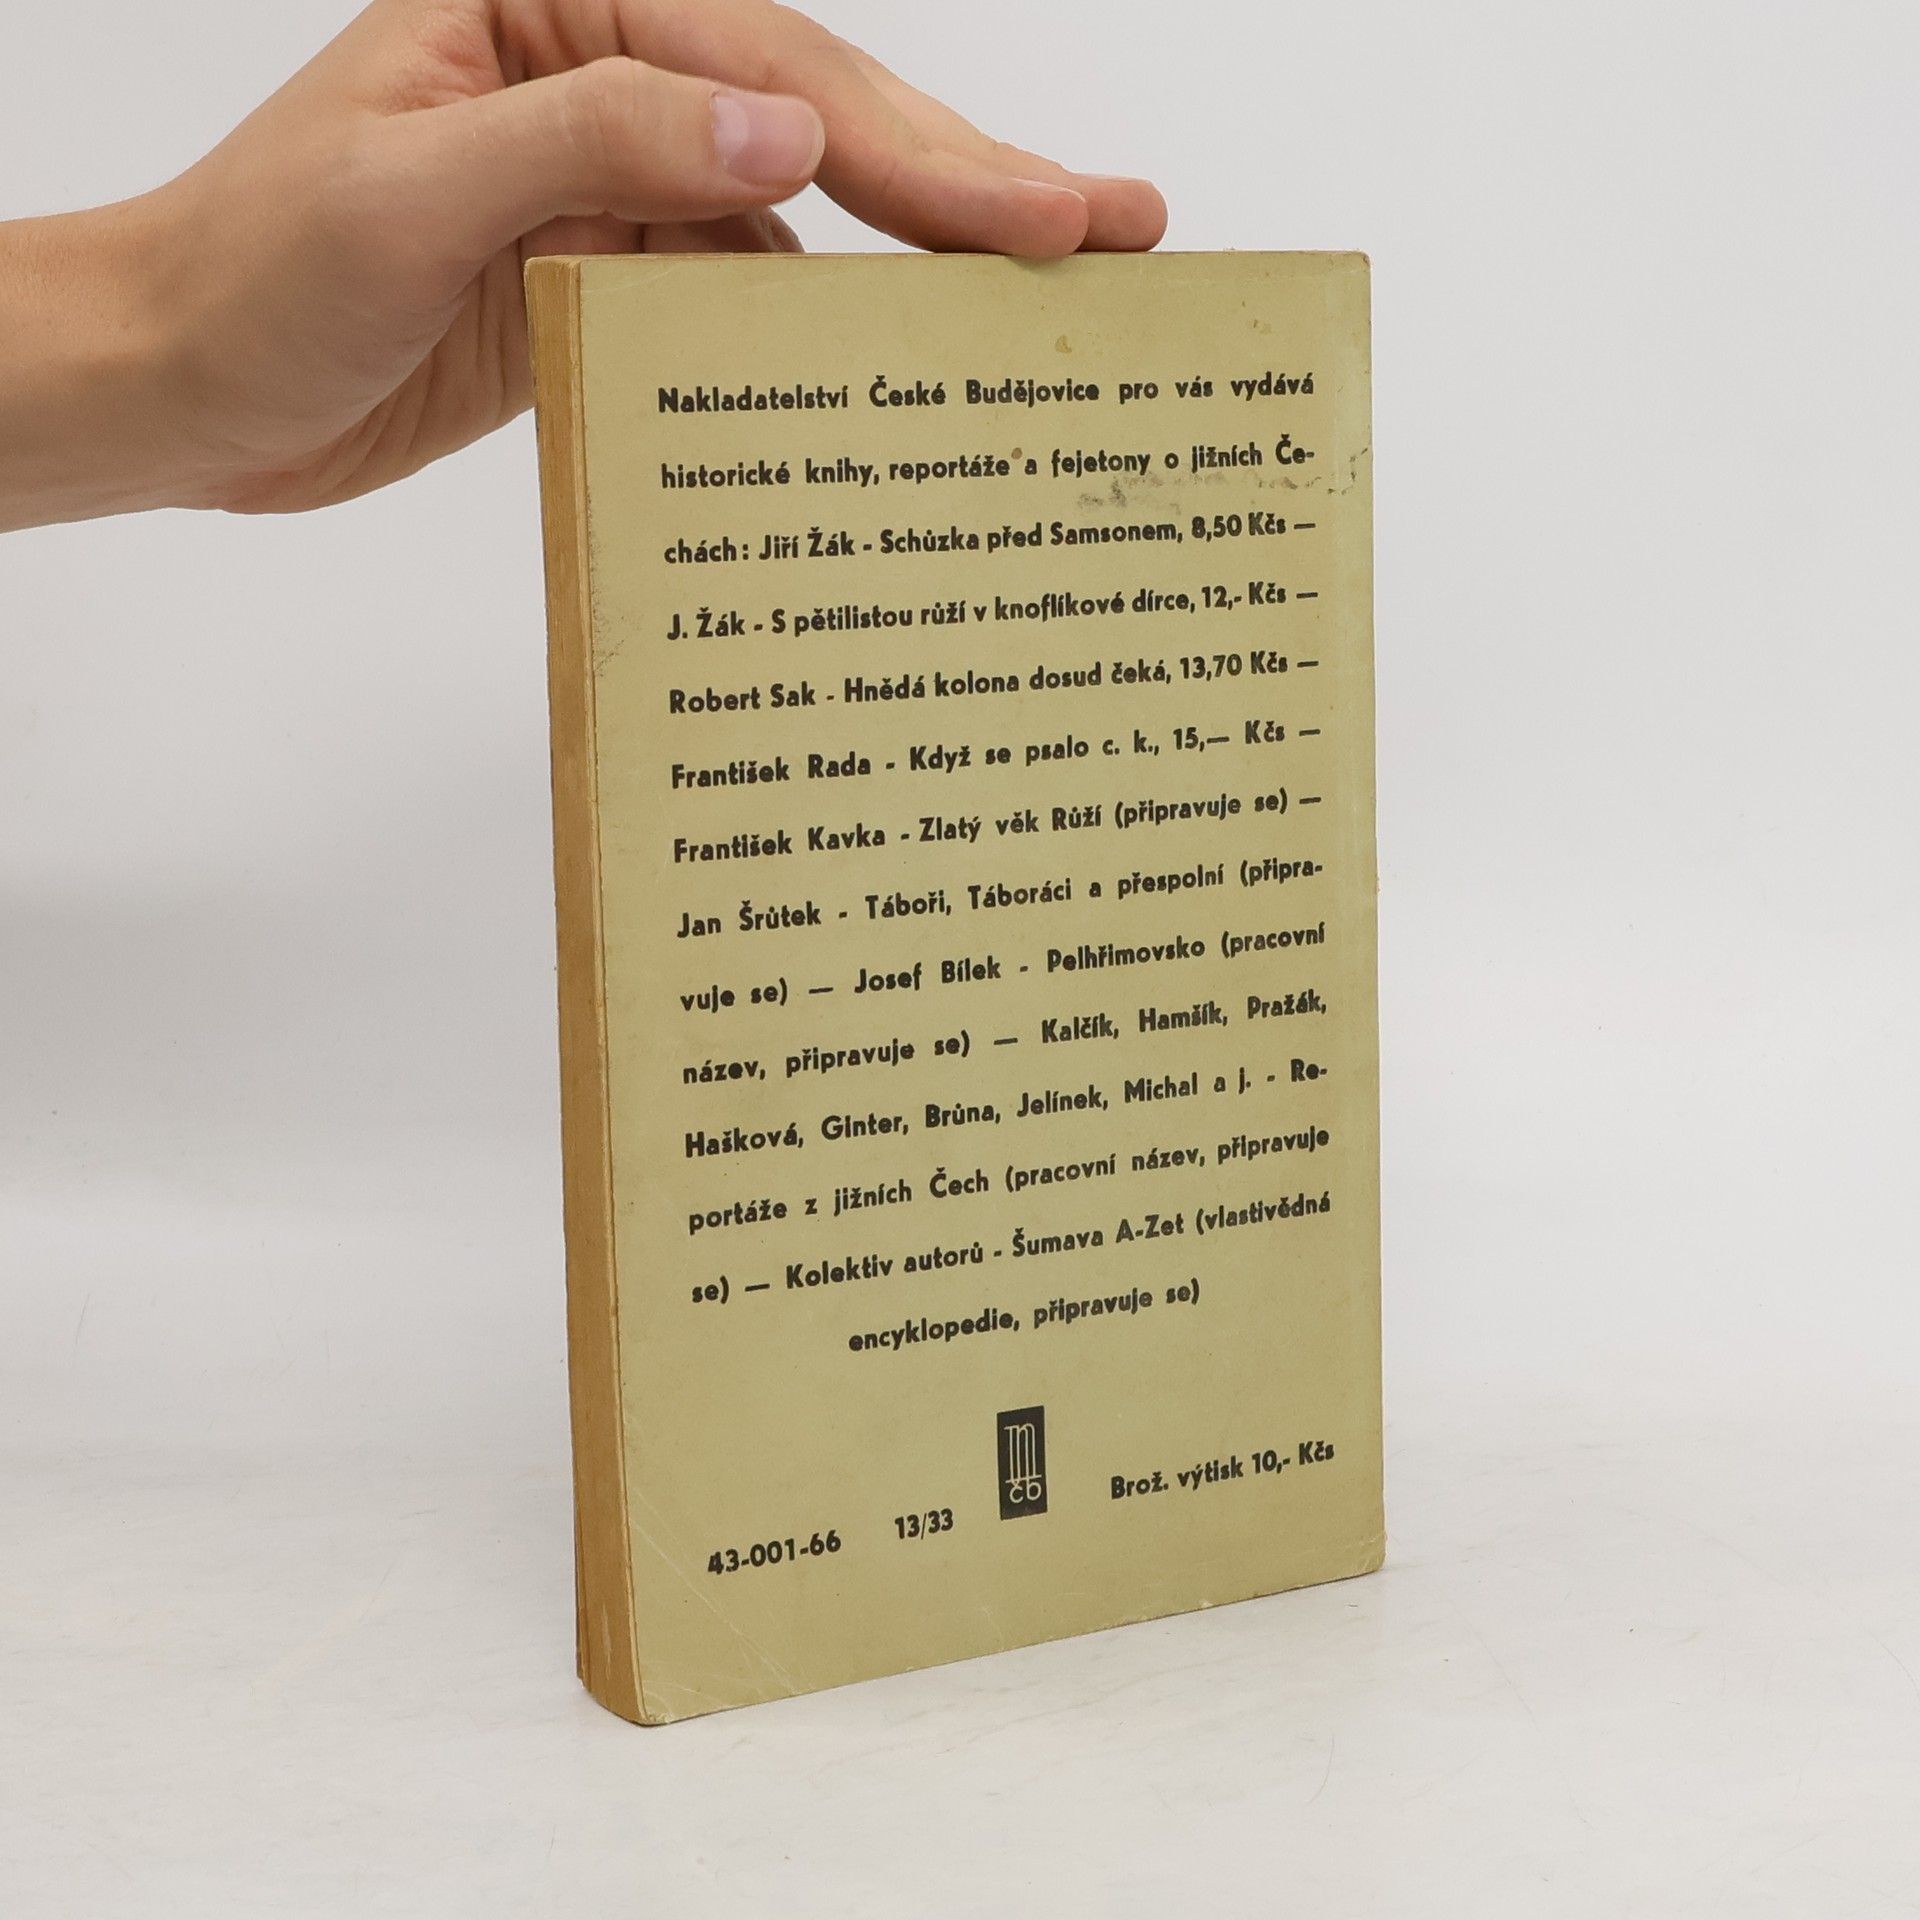 Nakladatelství České Budějovice pro vás vydává
historické knihy, reportáže a fejetony o jižních Če-
chách: Jiří Žák - Schůzka před Samsonem, 8,50 Kčs —
J. Žák - S pětilistou růží v knoflíkové dírce, 12,- Kčs —
Robert Sak - Hnědá kolona dosud čeká, 13,70 Kčs —
František Rada - Když se psalo c. k., 15,— Kčs —
František Kavka - Zlatý věk Růží (připravuje se) —
Jan Šrůtek - Táboři, Táboráci a přespolní (připra-
vuje se) — Josef Bílek - Pelhřimovsko (pracovní
název, připravuje se) — Kalčík, Hamšík, Pražák,
Hašková, Ginter, Brůna, Jelínek, Michal a j. - Re-
portáže z jižních Čech (pracovní název, připravuje
se) — Kolektiv autorů - Šumava A-Zet (vlastivědná
encyklopedie, připravuje se)
n
čb
43-001-66 13/33 Brož. výtisk 10,- Kčs